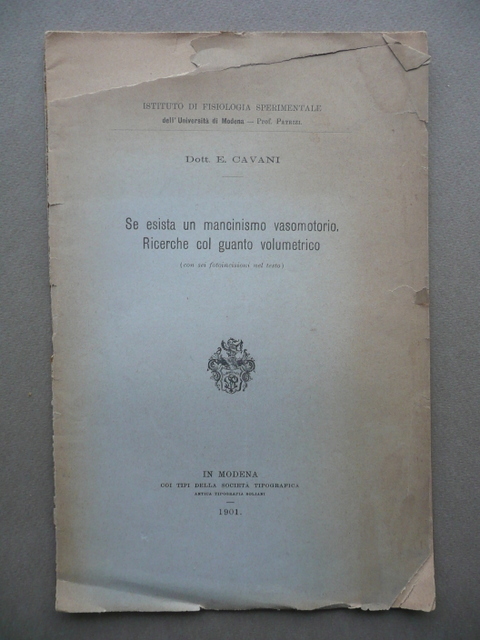 ISTITUTO DI FISIOLOGIA SPERIMENTALE
dell'Università di Modena — Prof. PATRIZI
Dott. E. CAVANI
Se esista un mancinismo vasomotorio.
Ricerche col guanto volumetrico
(con sei fotoincisioni nel testo)
IN MODENA
COI TIPI DELLA SOCIETÀ TIPOGRAFICA
ANTICA TIPOGRAFIA SOLIANI
1901.